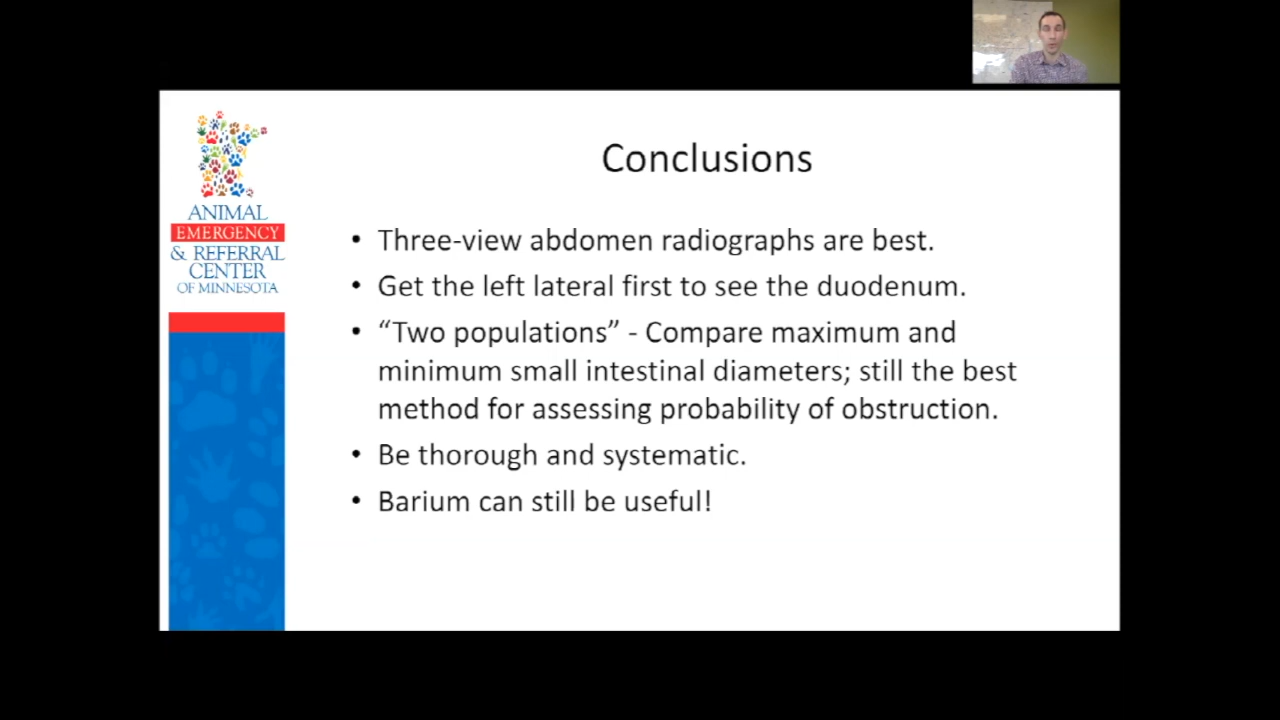 Conclusions
ANIMAL
EMERGENCY
& REFERRAL
CENTER
OF MINNESOTA
• Three-view abdomen radiographs are best.
• Get the left lateral first to see the duodenum.
• “Two populations” - Compare maximum and
minimum small intestinal diameters; still the best
method for assessing probability of obstruction.
• Be thorough and systematic.
• Barium can still be useful!